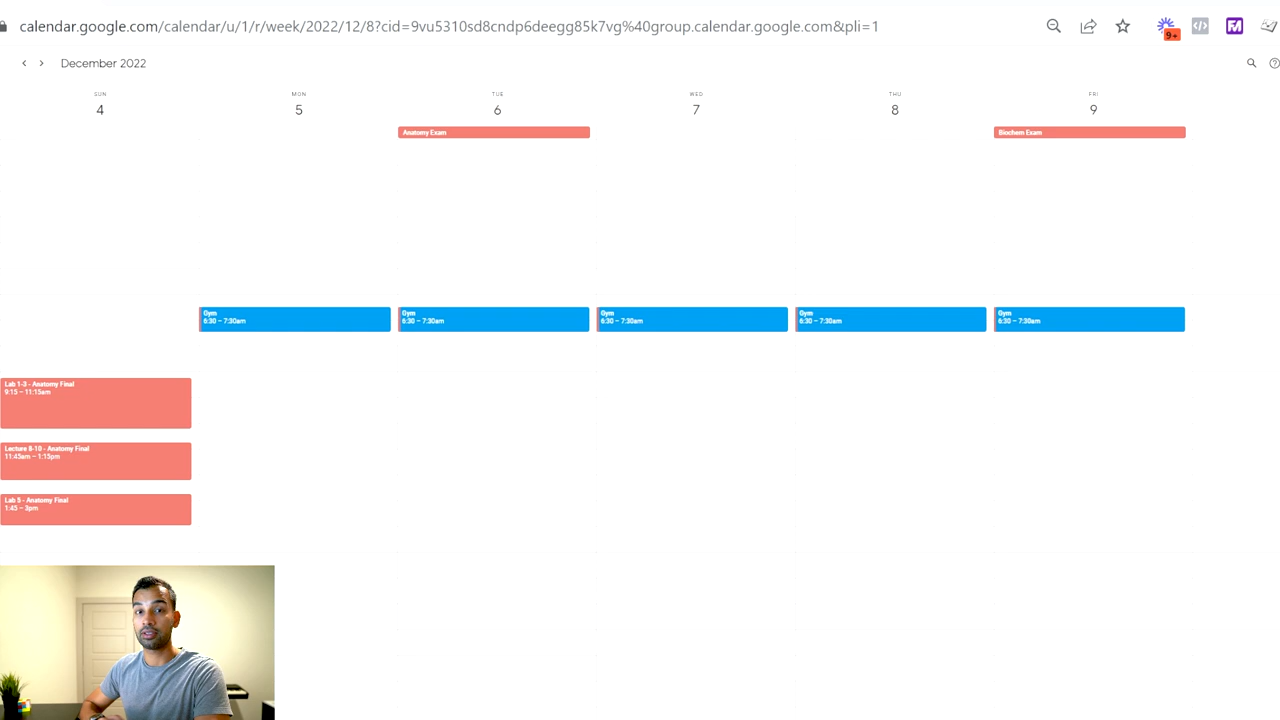 calendar.google.com/calendar/u/1/r/week/2022/12/8?cid=9vu5310sd8cndp6deegg85k7vg%40group.calendar.google.com&pli=1
9+
December 2022
SUN
MON
TUE
WED
THU
FRI
4
5
6
7
8
9
Anatomy Exam
Biochem Exam
Gym
6:30 – 7:30am
Gym
6:30 – 7:30am
Gym
6:30 – 7:30am
Gym
6:30 – 7:30am
Gym
6:30 – 7:30am
Lab 1-3 - Anatomy Final
9:15 – 11:15am
Lecture 8-10 - Anatomy Final
11:45am – 1:15pm
Lab 5 - Anatomy Final
1:45 – 3pm